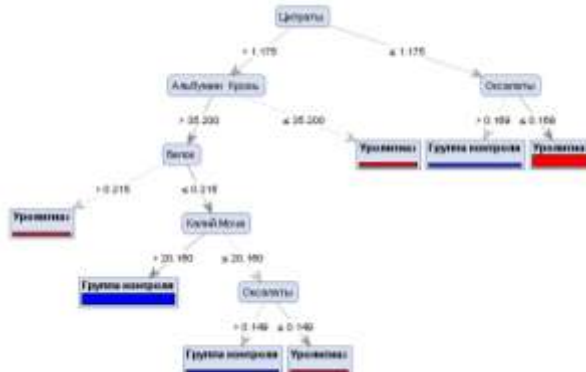 Цитраты
> 1.175
≤ 1.175
Альбумин Кровь
Оксалаты
> 35.200
≤ 35.200
> 0.169
≤ 0.169
Белок
Уролитиаз
Группа контроля
Уролитиаз
> 0.216
≤ 0.216
Уролитиаз
Калий Моча
> 20.160
≤ 20.160
Группа контроля
Оксалаты
> 0.149
≤ 0.149
Группа контроля
Уролитиаз